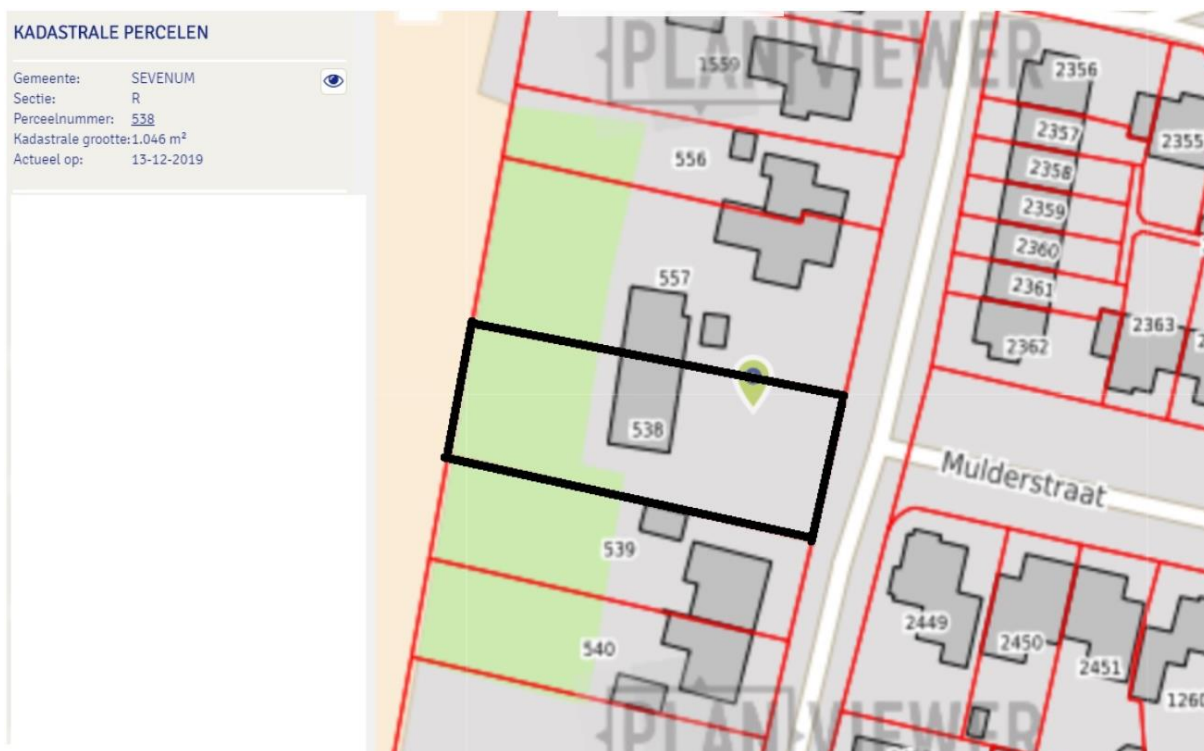 KADASTRALE PERCELEN
Gemeente: SEVENUM
Sectie: R
Perceelnummer: 538
Kadastrale grootte: 1.046 m²
Actueel op: 13-12-2019
PLANVIEWER
1559
2356
2357
2355
556
2358
2359
2360
557
2361
2363
2362
538
Mulderstraat
539
2449
2450
540
2451
1260
PLANVIEWER